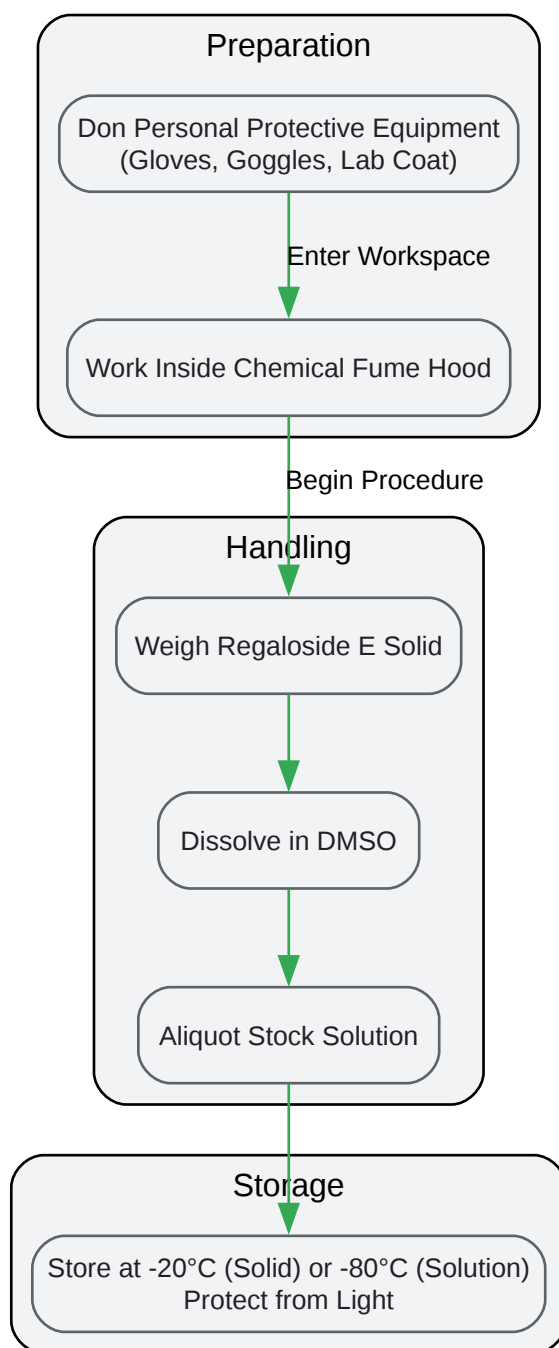 Preparation
Don Personal Protective Equipment
(Gloves, Goggles, Lab Coat)
Enter Workspace
Work Inside Chemical Fume Hood
Begin Procedure
Handling
Weigh Regaloside E Solid
Dissolve in DMSO
Aliquot Stock Solution
Storage
Store at -20°C (Solid) or -80°C (Solution)
Protect from Light